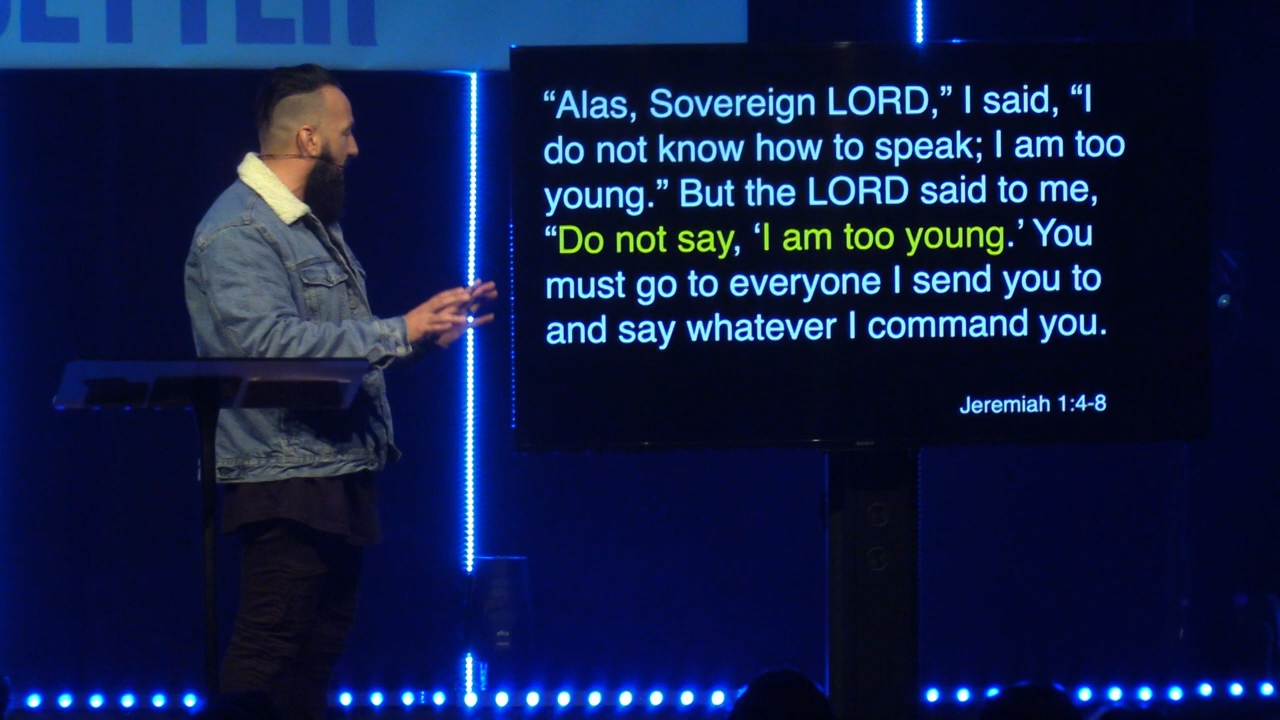 “Alas, Sovereign LORD,” I said, “I
do not know how to speak; I am too
young.” But the LORD said to me,
“Do not say, ‘I am too young.’ You
must go to everyone I send you to
and say whatever I command you.
Jeremiah 1:4-8